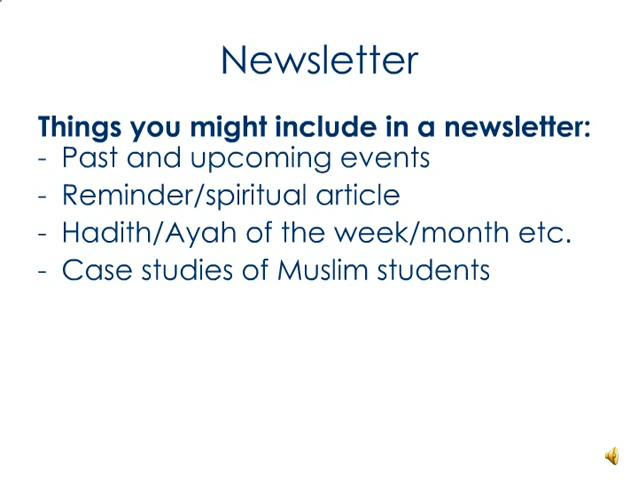 Newsletter
Things you might include in a newsletter:
- Past and upcoming events
- Reminder/spiritual article
- Hadith/Ayah of the week/month etc.
- Case studies of Muslim students